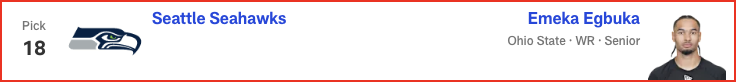 Pick
18
Seattle Seahawks
Emeka Egbuka
Ohio State · WR · Senior